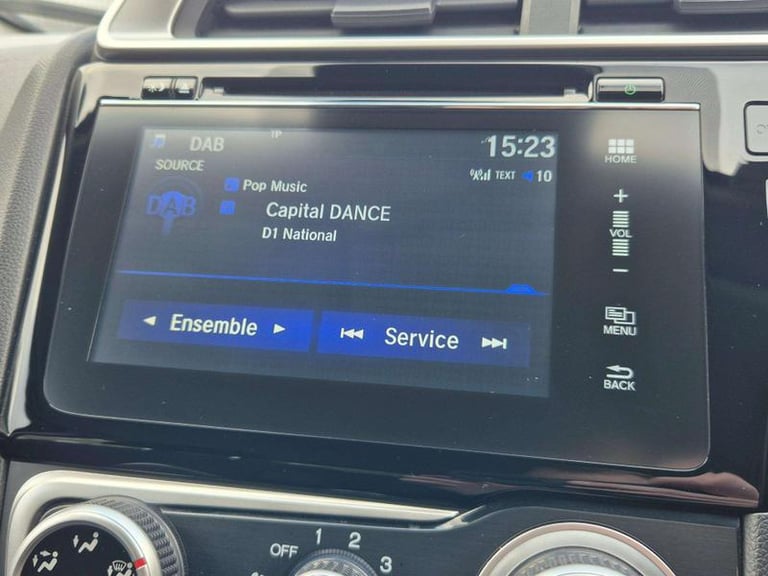 DAB
TP
15:23
SOURCE
TEXT 10
HOME
DAB
Pop Music
Capital DANCE
D1 National
+
VOL
−
Ensemble
Service
MENU
BACK
OFF 1 2 3